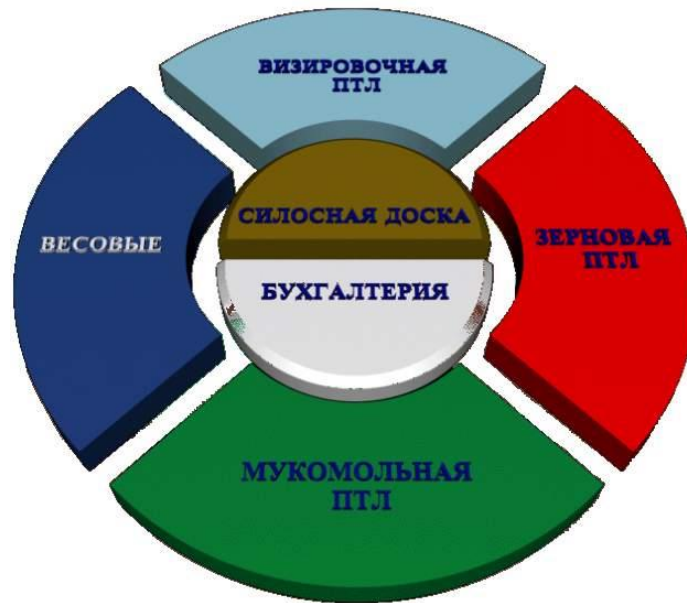 ВИЗИРОВОЧНАЯ
ПТЛ
СИЛОСНАЯ ДОСКА
ВЕСОВЫЕ
ЗЕРНОВАЯ
ПТЛ
БУХГАЛТЕРИЯ
МУКОМОЛЬНАЯ
ПТЛ